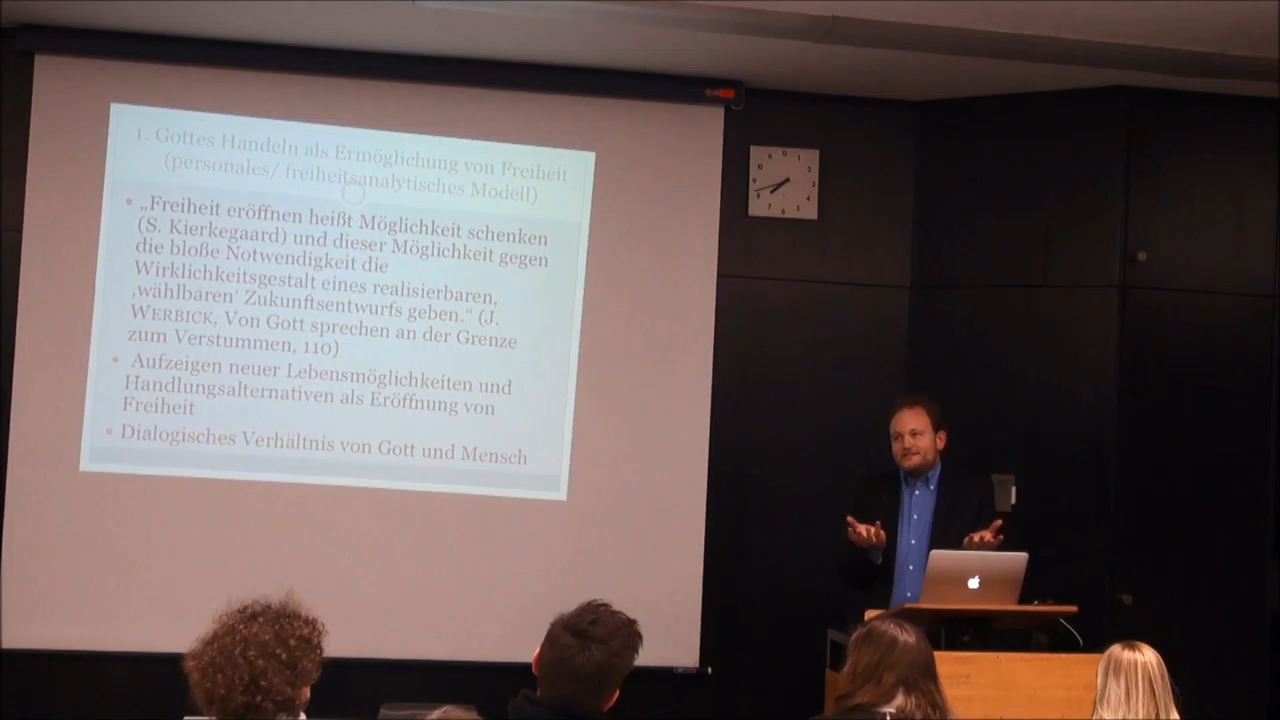 1. Gottes Handeln als Ermöglichung von Freiheit
(personales/ freiheitsanalytisches Modell)
• „Freiheit eröffnen heißt Möglichkeit schenken
(S. Kierkegaard) und dieser Möglichkeit gegen
die bloße Notwendigkeit die
Wirklichkeitsgestalt eines realisierbaren,
‚wählbaren‘ Zukunftsentwurfs geben.“ (J.
WERBICK, Von Gott sprechen an der Grenze
zum Verstummen, 110)
• Aufzeigen neuer Lebensmöglichkeiten und
Handlungsalternativen als Eröffnung von
Freiheit
• Dialogisches Verhältnis von Gott und Mensch